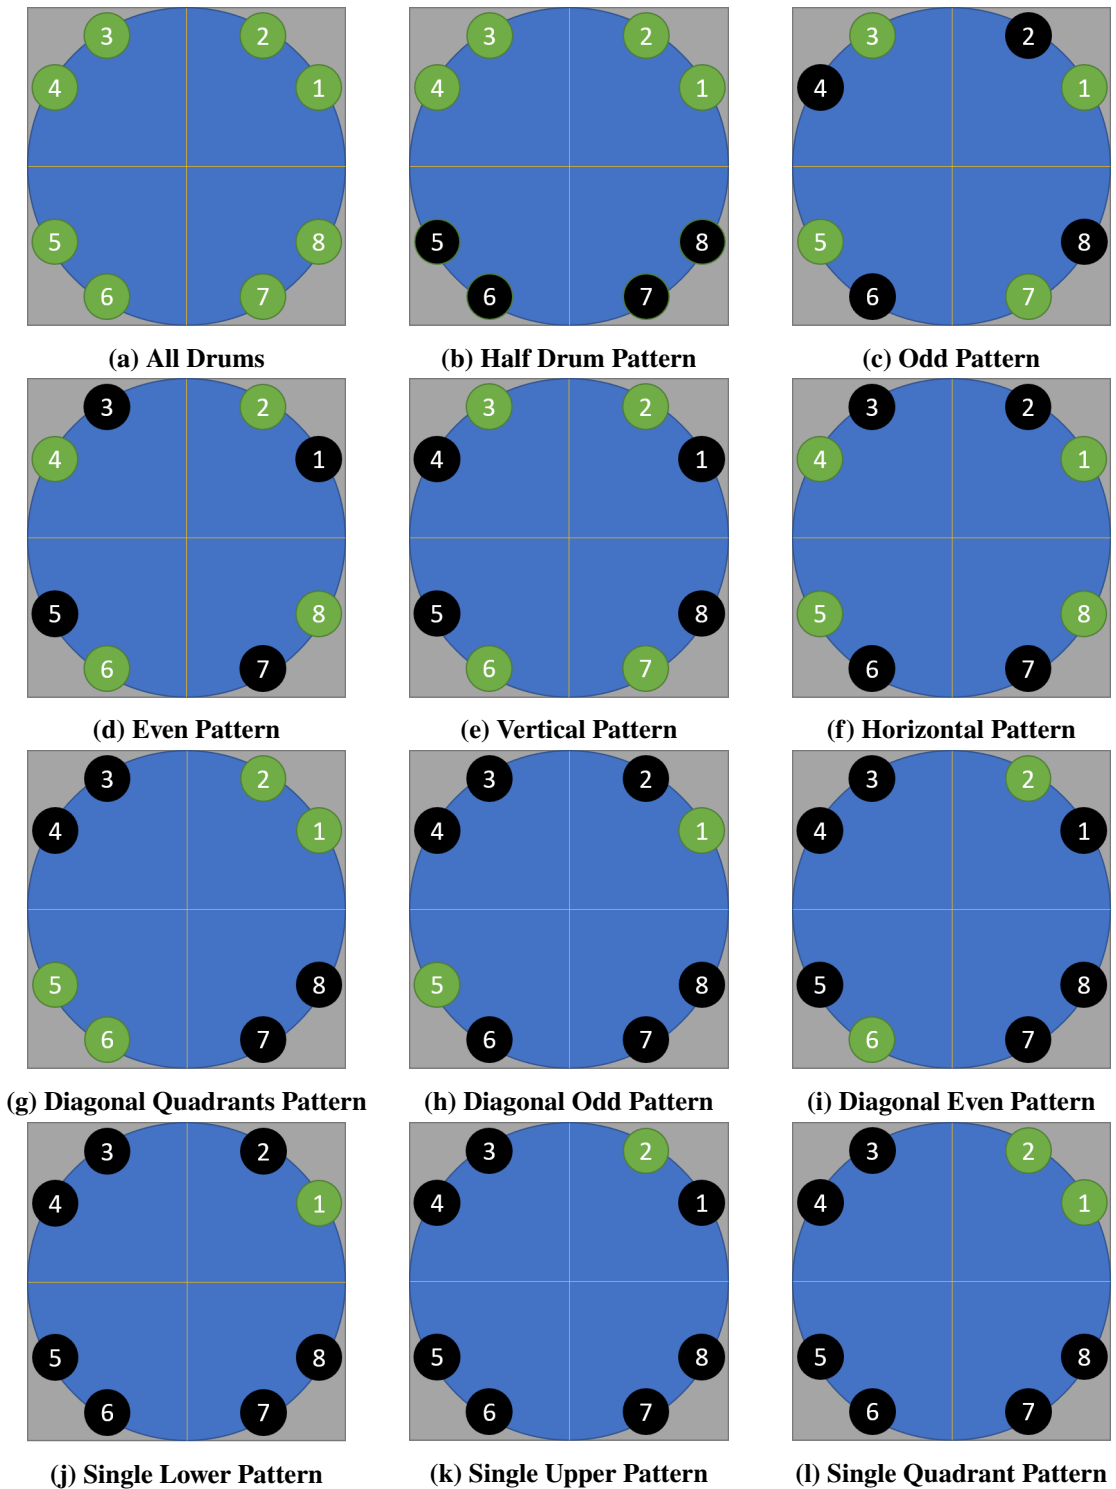 3 2 3 2 3 2
4 1 4 1 4 1
5 8 5 8 5 8
6 7 6 7 6 7
(a) All Drums (b) Half Drum Pattern (c) Odd Pattern
3 2 3 2 3 2
4 1 4 1 4 1
5 8 5 8 5 8
6 7 6 7 6 7
(d) Even Pattern (e) Vertical Pattern (f) Horizontal Pattern
3 2 3 2 3 2
4 1 4 1 4 1
5 8 5 8 5 8
6 7 6 7 6 7
(g) Diagonal Quadrants Pattern (h) Diagonal Odd Pattern (i) Diagonal Even Pattern
3 2 3 2 3 2
4 1 4 1 4 1
5 8 5 8 5 8
6 7 6 7 6 7
(j) Single Lower Pattern (k) Single Upper Pattern (l) Single Quadrant Pattern